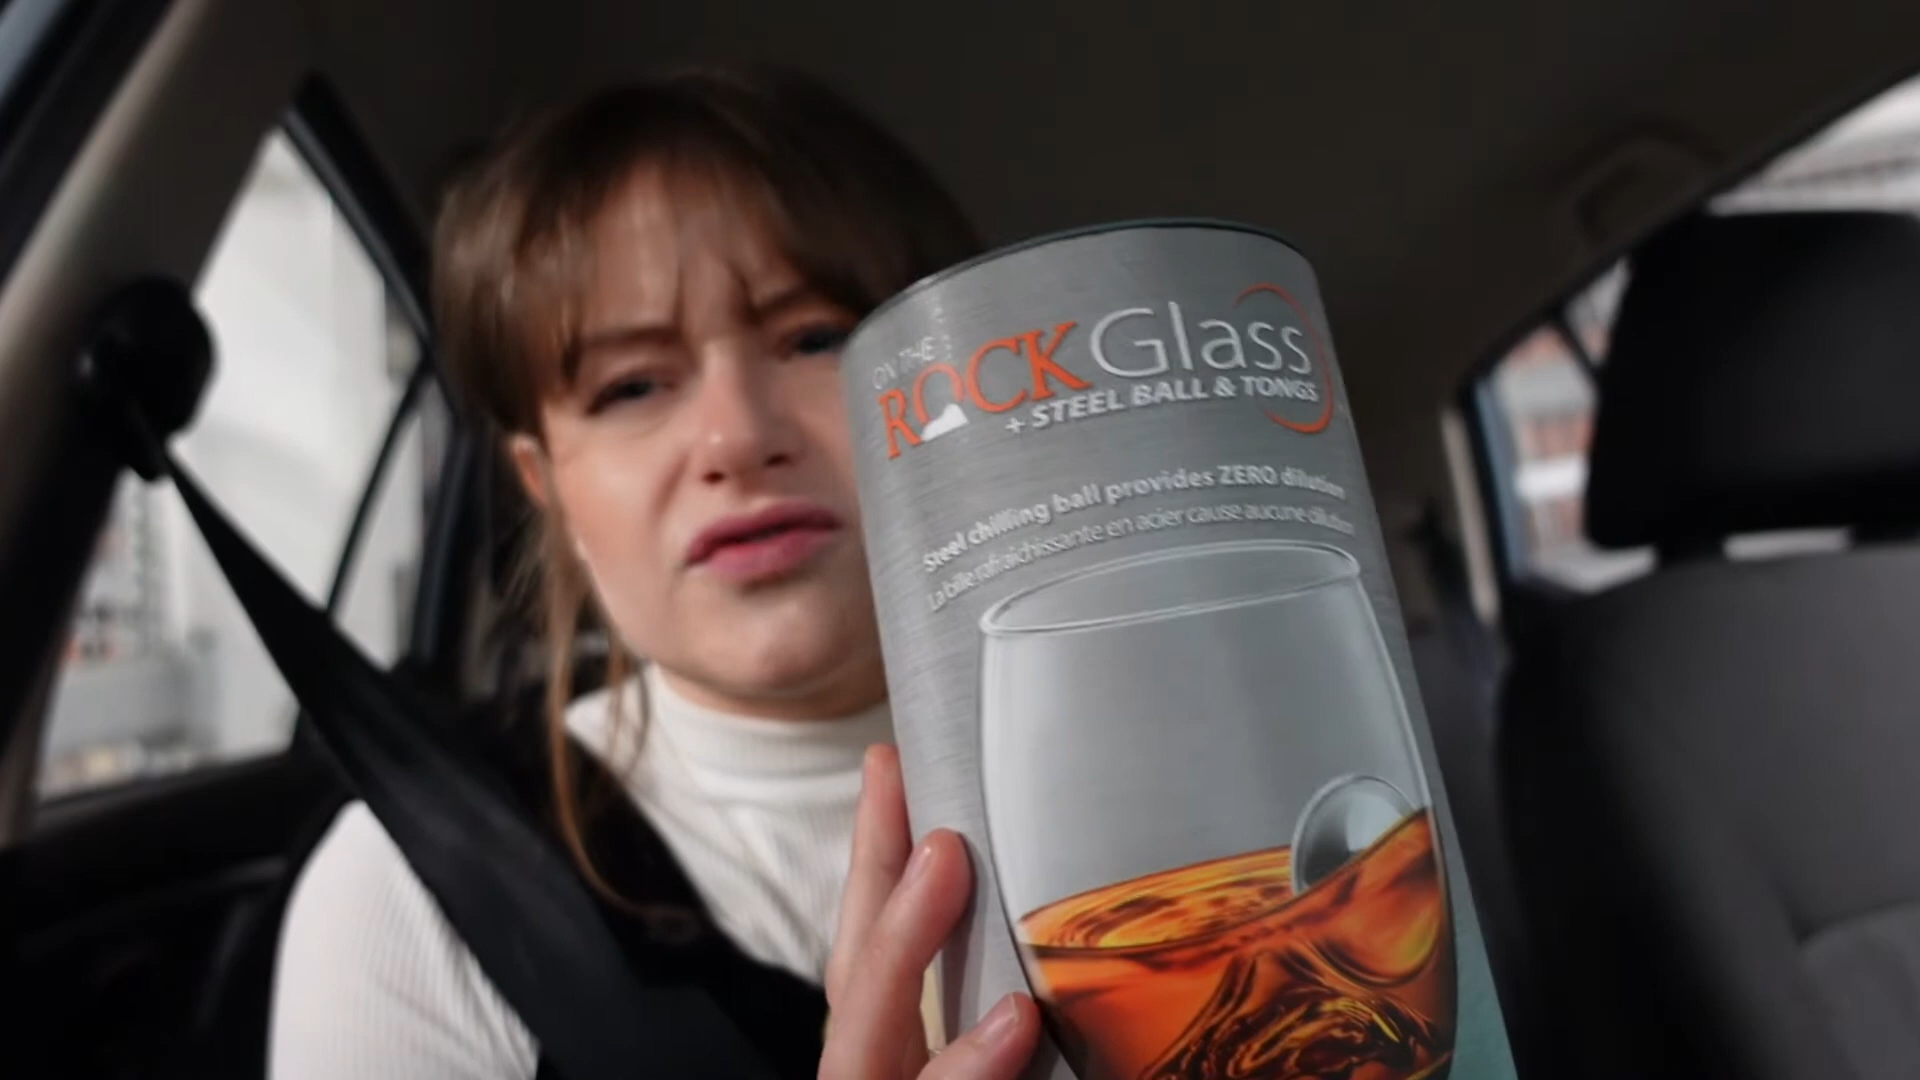 ON THE
ROCK Glass
+ STEEL BALL & TONGS
Steel chilling ball provides ZERO dilution
La bille rafraîchissante en acier cause aucune dilution